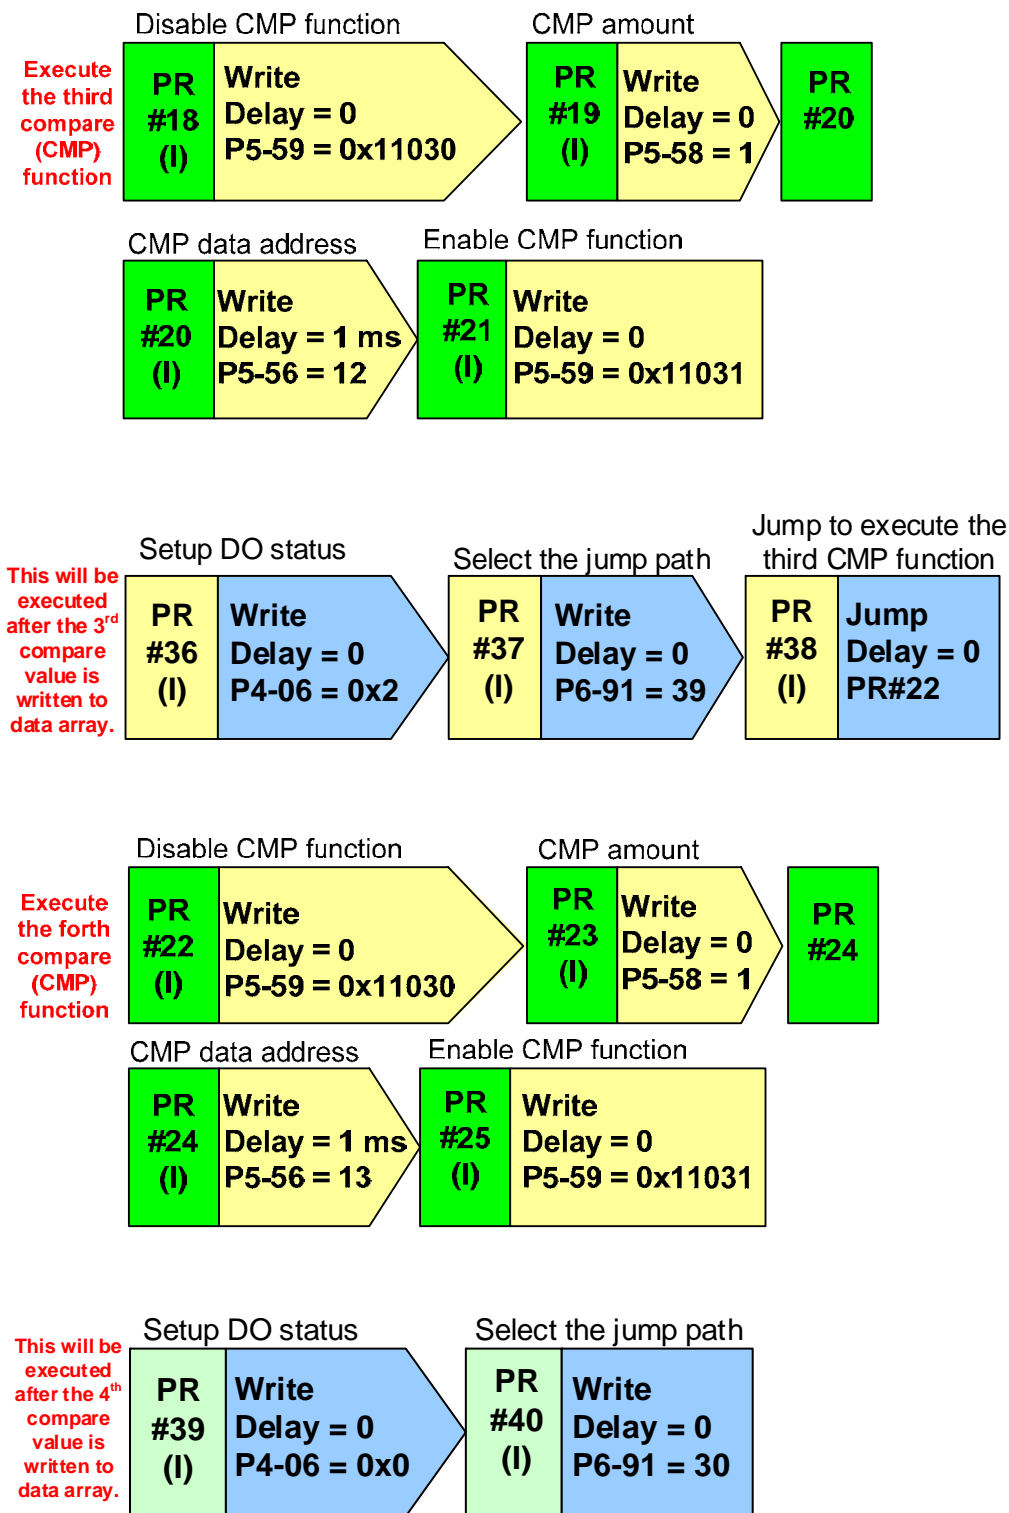 Disable CMP function
CMP amount
Execute
the third
compare
(CMP)
function
PR
#18
(I)
Write
Delay = 0
P5-59 = 0x11030
PR
#19
(I)
Write
Delay = 0
P5-58 = 1
PR
#20
CMP data address
Enable CMP function
PR
#20
(I)
Write
Delay = 1 ms
P5-56 = 12
PR
#21
(I)
Write
Delay = 0
P5-59 = 0x11031
Setup DO status
Select the jump path
Jump to execute the
third CMP function
This will be
executed
after the 3rd
compare
value is
written to
data array.
PR
#36
(I)
Write
Delay = 0
P4-06 = 0x2
PR
#37
(I)
Write
Delay = 0
P6-91 = 39
PR
#38
(I)
Jump
Delay = 0
PR#22
Disable CMP function
CMP amount
Execute
the forth
compare
(CMP)
function
PR
#22
(I)
Write
Delay = 0
P5-59 = 0x11030
PR
#23
(I)
Write
Delay = 0
P5-58 = 1
PR
#24
CMP data address
Enable CMP function
PR
#24
(I)
Write
Delay = 1 ms
P5-56 = 13
PR
#25
(I)
Write
Delay = 0
P5-59 = 0x11031
Setup DO status
Select the jump path
This will be
executed
after the 4th
compare
value is
written to
data array.
PR
#39
(I)
Write
Delay = 0
P4-06 = 0x0
PR
#40
(I)
Write
Delay = 0
P6-91 = 30